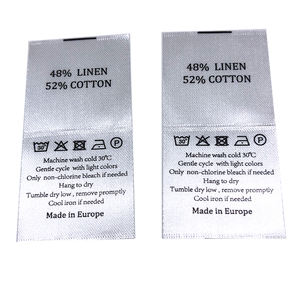 48% LINEN
52% COTTON
Machine wash cold 30°C
Gentle cycle with light colors
Only non-chlorine bleach if needed
Hang to dry
Tumble dry low , remove promptly
Cool iron if needed
Made in Europe
48% LINEN
52% COTTON
Machine wash cold 30°C
Gentle cycle with light colors
Only non-chlorine bleach if needed
Hang to dry
Tumble dry low , remove promptly
Cool iron if needed
Made in Europe